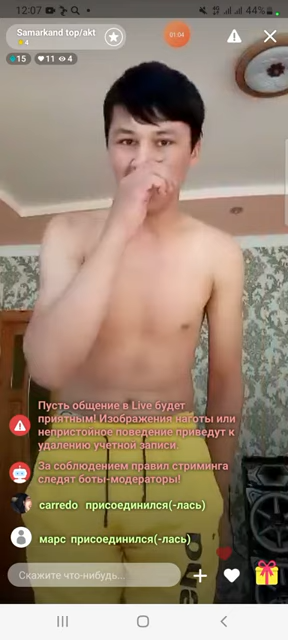 12:07
44%
Samarkand top/akt
4
01:04
15 11 4
Пусть общение в Live будет
приятным! Изображения наготы или
непристойное поведение приведут к
удалению учетной записи.
За соблюдением правил стриминга
следят боты-модераторы!
carredo присоединился(-лась)
марс присоединился(-лась)
Скажите что-нибудь...